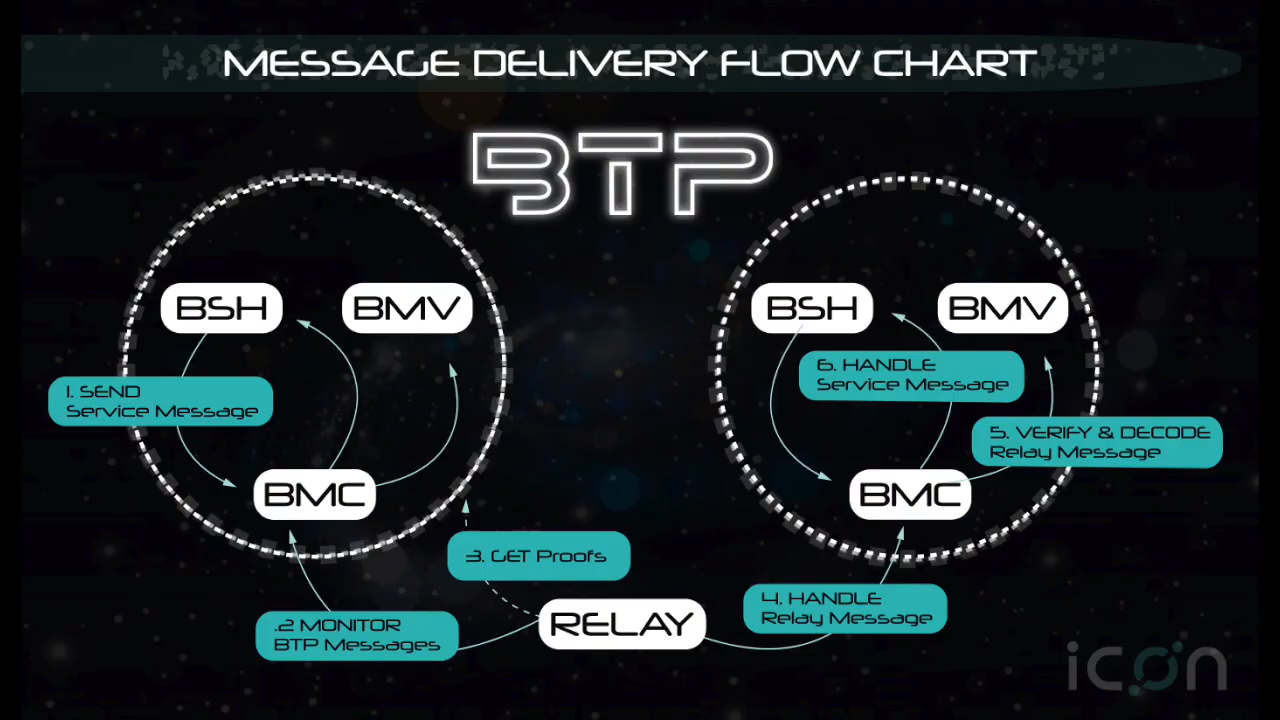 MESSAGE DELIVERY FLOW CHART
BTP
BSH
BMV
BSH
BMV
1. SEND
Service Message
6. HANDLE
Service Message
5. VERIFY & DECODE
Relay Message
BMC
BMC
3. GET Proofs
4. HANDLE
Relay Message
.2 MONITOR
BTP Messages
RELAY
icon